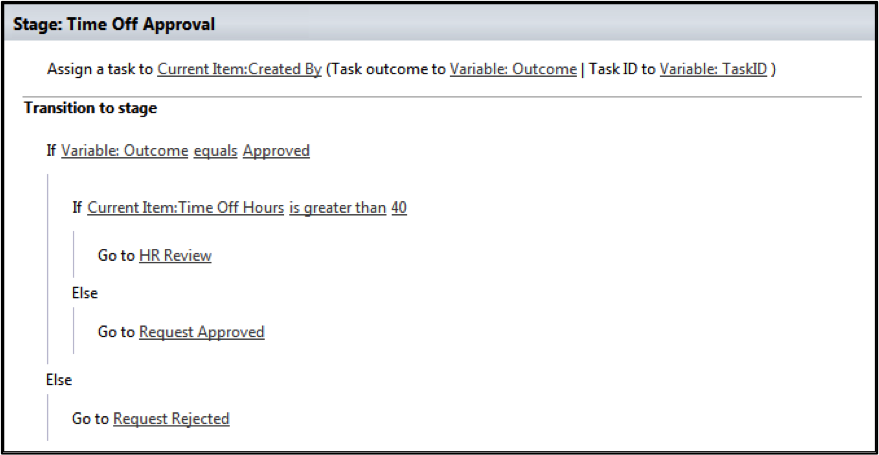 Stage: Time Off Approval
Assign a task to Current Item:Created By (Task outcome to Variable: Outcome | Task ID to Variable: TaskID )
Transition to stage
If Variable: Outcome equals Approved
If Current Item:Time Off Hours is greater than 40
Go to HR Review
Else
Go to Request Approved
Else
Go to Request Rejected